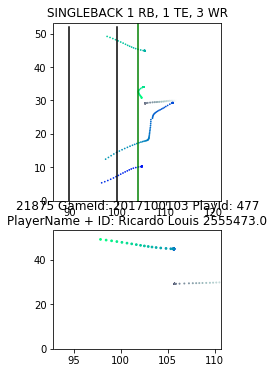 SINGLEBACK 1 RB, 1 TE, 3 WR
50
40
30
20
10
0
90 100 110 120
21875 GameId: 2017100103 PlayId: 477
PlayerName + ID: Ricardo Louis 2555473.0
40
20
0
95 100 105 110